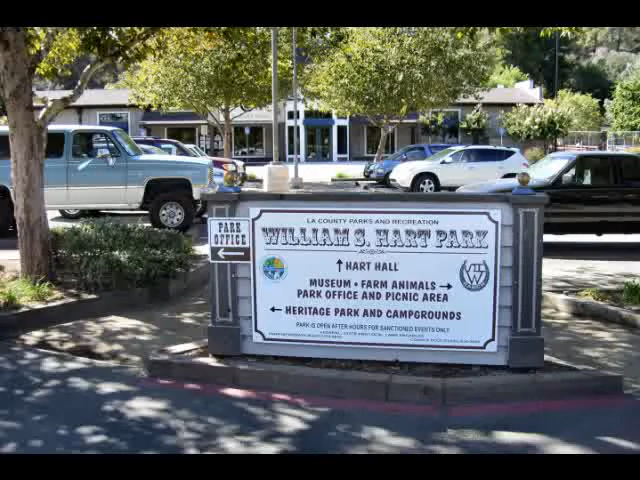 LA COUNTY PARKS AND RECREATION
WILLIAM S. HART PARK
PARK
OFFICE
←
↑ HART HALL
MUSEUM • FARM ANIMALS →
PARK OFFICE AND PICNIC AREA
← HERITAGE PARK AND CAMPGROUNDS
PARK IS OPEN AFTER HOURS FOR SANCTIONED EVENTS ONLY